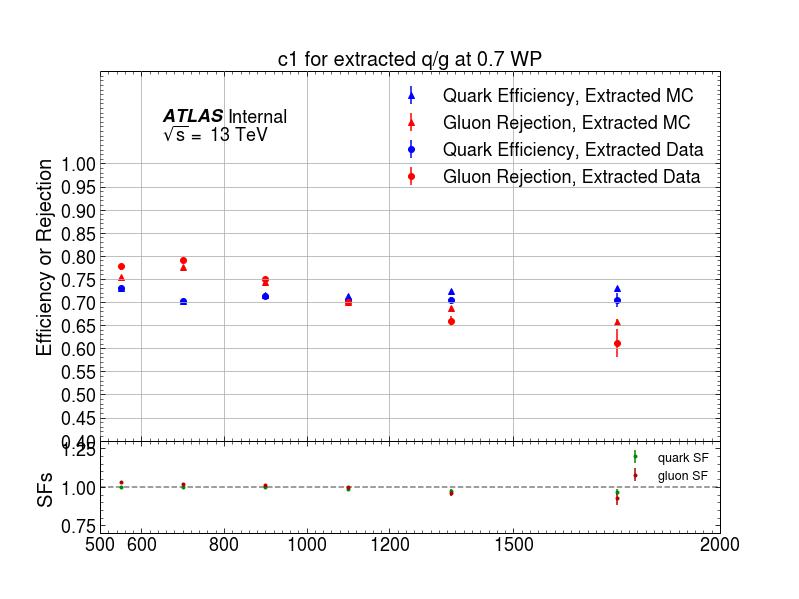 c1 for extracted q/g at 0.7 WP
ATLAS Internal
√s = 13 TeV
Quark Efficiency, Extracted MC
Gluon Rejection, Extracted MC
Quark Efficiency, Extracted Data
Gluon Rejection, Extracted Data
Efficiency or Rejection
1.00
0.95
0.90
0.85
0.80
0.75
0.70
0.65
0.60
0.55
0.50
0.45
0.40
SFs
1.25
1.00
0.75
quark SF
gluon SF
500 600 800 1000 1200 1500 2000